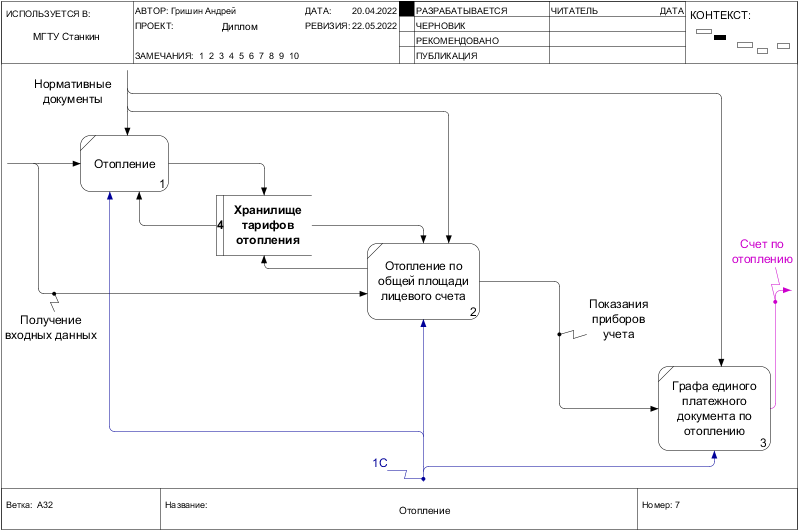 ИСПОЛЬЗУЕТСЯ В:
МГТУ Станкин
АВТОР: Гришин Андрей
ДАТА: 20.04.2022
ПРОЕКТ: Диплом
РЕВИЗИЯ: 22.05.2022
ЗАМЕЧАНИЯ: 1 2 3 4 5 6 7 8 9 10
РАЗРАБАТЫВАЕТСЯ
ЧЕРНОВИК
РЕКОМЕНДОВАНО
ПУБЛИКАЦИЯ
ЧИТАТЕЛЬ ДАТА
КОНТЕКСТ:
Нормативные
документы
Отопление
1
4
Хранилище
тарифов
отопления
Отопление по
общей площади
лицевого счета
2
Счет по
отоплению
Получение
входных данных
Показания
приборов
учета
Графа единого
платежного
документа по
отоплению
3
1С
Ветка: A32
Название:
Отопление
Номер: 7